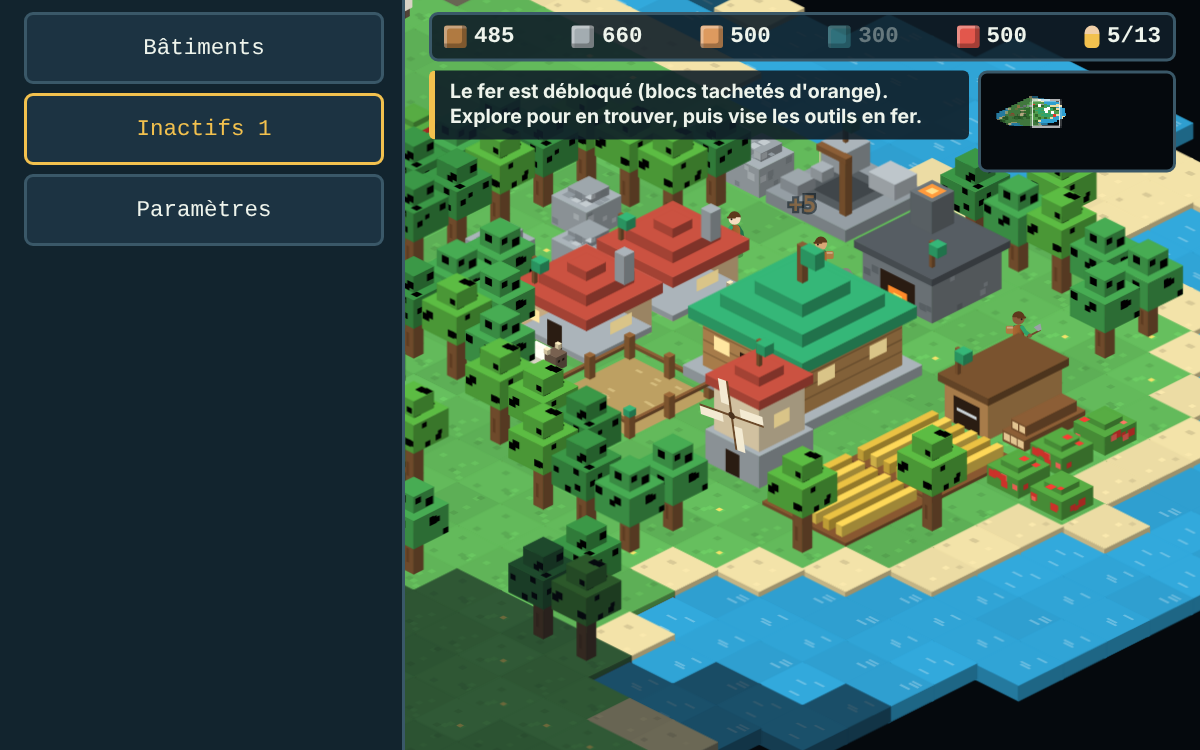 Bâtiments
Inactifs 1
Paramètres
485 660 500 300 500 5/13
Le fer est débloqué (blocs tachetés d'orange).
Explore pour en trouver, puis vise les outils en fer.
+5